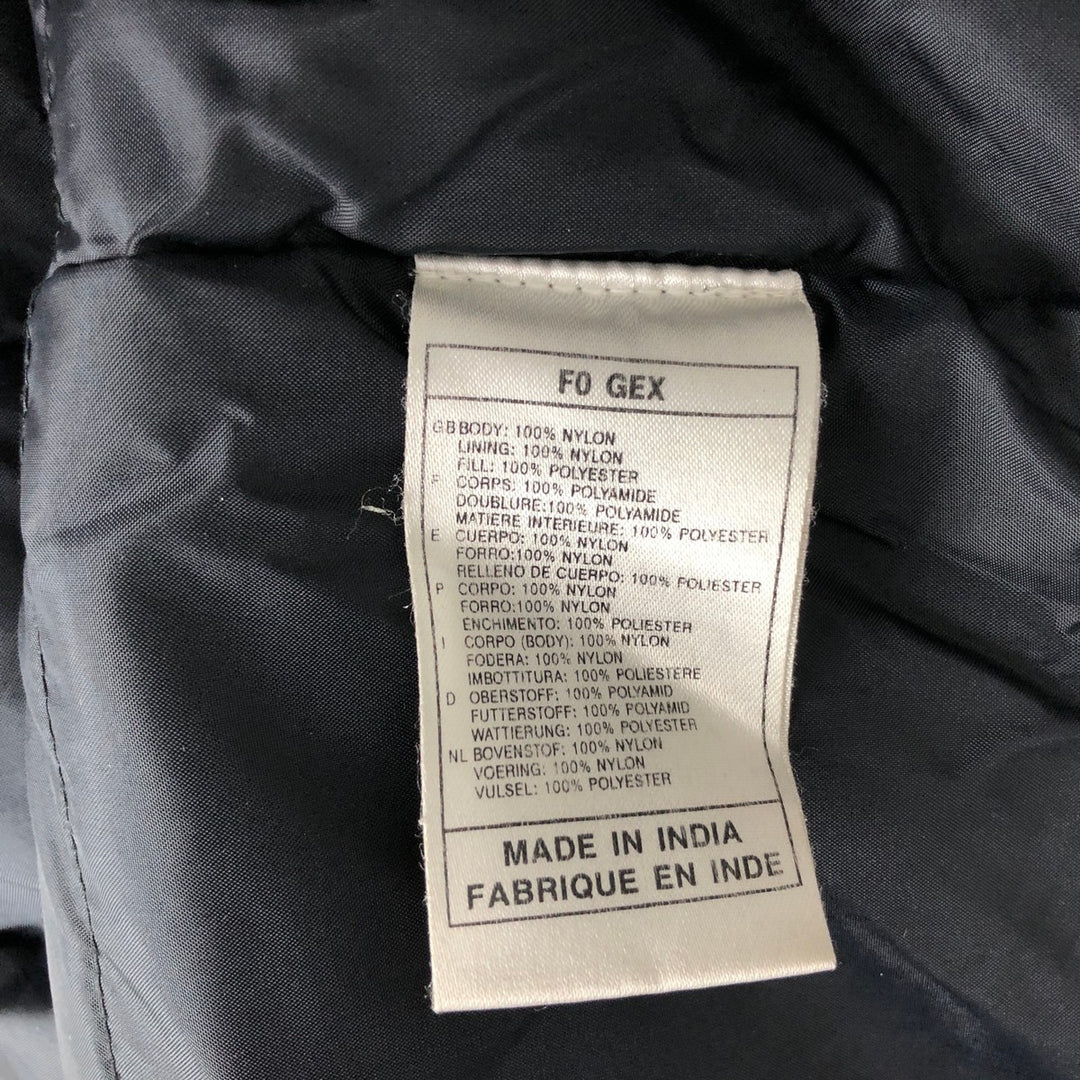 F0 GEX
GB BODY: 100% NYLON
LINING: 100% NYLON
FILL: 100% POLYESTER
F CORPS: 100% POLYAMIDE
DOUBLURE:100% POLYAMIDE
MATIERE INTERIEURE: 100% POLYESTER
E CUERPO: 100% NYLON
FORRO:100% NYLON
RELLENO DE CUERPO: 100% POLIESTER
P CORPO: 100% NYLON
FORRO:100% NYLON
ENCHIMENTO: 100% POLIESTER
I CORPO (BODY): 100% NYLON
FODERA: 100% NYLON
IMBOTTITURA: 100% POLIESTERE
D OBERSTOFF: 100% POLYAMID
FUTTERSTOFF: 100% POLYAMID
WATTIERUNG: 100% POLYESTER
NL BOVENSTOF: 100% NYLON
VOERING: 100% NYLON
VULSEL: 100% POLYESTER
MADE IN INDIA
FABRIQUE EN INDE